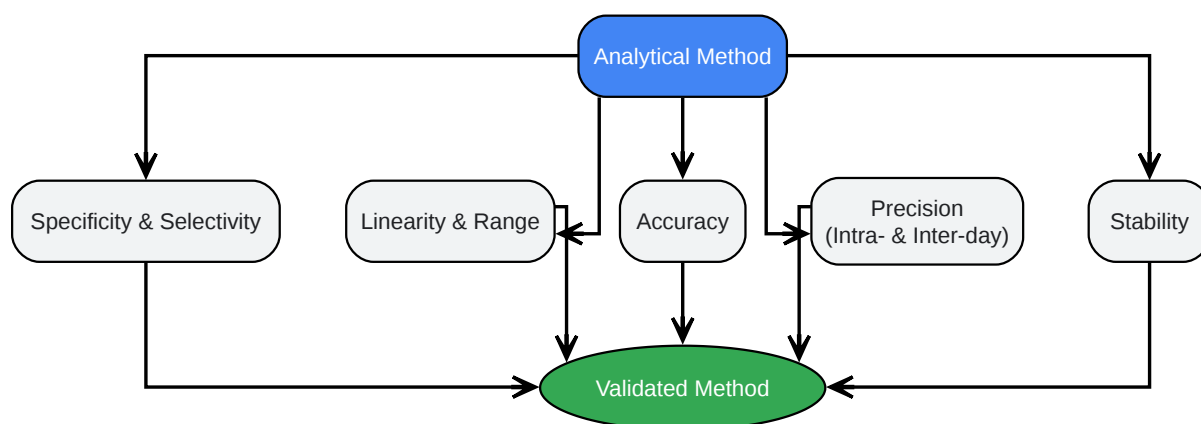 Analytical Method
Specificity & Selectivity
Linearity & Range
Accuracy
Precision
(Intra- & Inter-day)
Stability
Validated Method